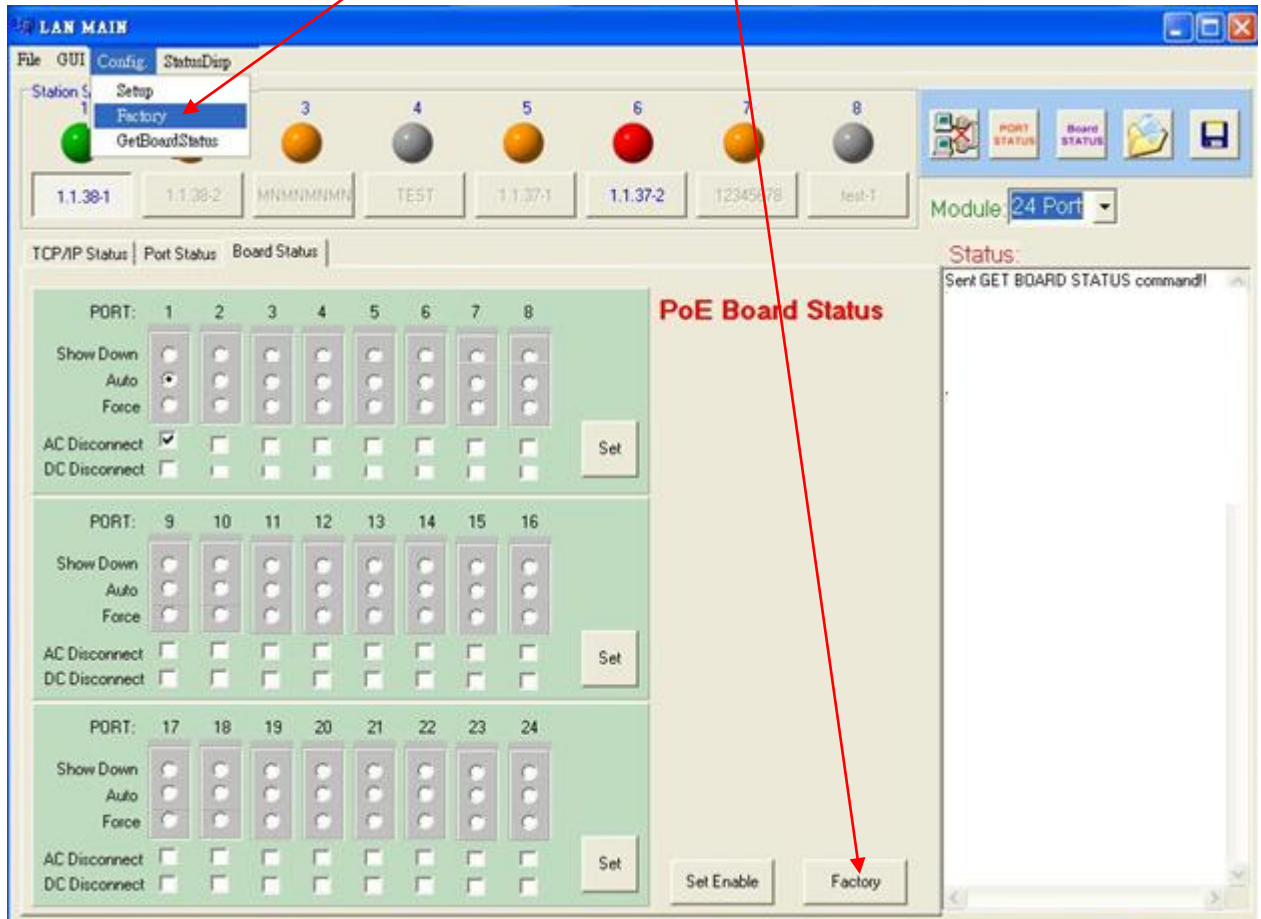 LAN MAIN
File GUI Config. StatusDisp
Setup
Factory
GetBoardStatus
Station S
1 3 4 5 6 7 8
1.1.38-1 1.1.38-2 MNMNMNMN TEST 1.1.37-1 1.1.37-2 12345678 test-1
PORT STATUS
Board STATUS
Module: 24 Port
TCP/IP Status Port Status Board Status
Status:
Sent GET BOARD STATUS command!!
PoE Board Status
PORT: 1 2 3 4 5 6 7 8
Show Down
Auto
Force
AC Disconnect
DC Disconnect
Set
PORT: 9 10 11 12 13 14 15 16
Show Down
Auto
Force
AC Disconnect
DC Disconnect
Set
PORT: 17 18 19 20 21 22 23 24
Show Down
Auto
Force
AC Disconnect
DC Disconnect
Set
Set Enable Factory